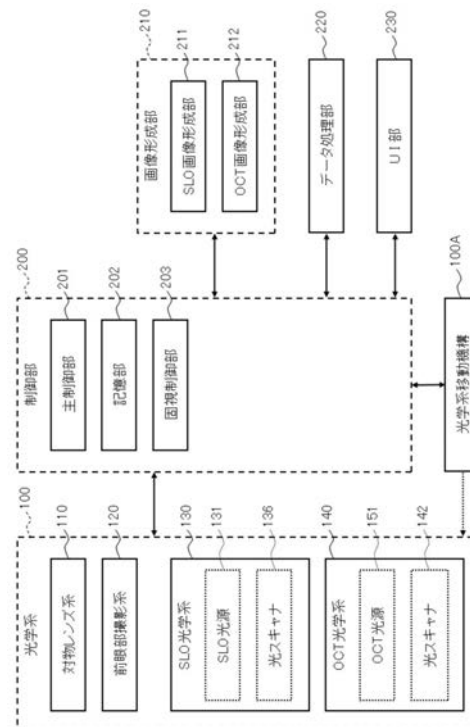 光学系
100
対物レンズ系
110
前眼部撮影系
120
SLO光学系
130
SLO光源
131
光スキャナ
136
OCT光学系
140
OCT光源
151
光スキャナ
142
制御部
200
主制御部
201
記憶部
202
固視制御部
203
光学系移動機構
100A
画像形成部
210
SLO画像形成部
211
OCT画像形成部
212
データ処理部
220
UI部
230